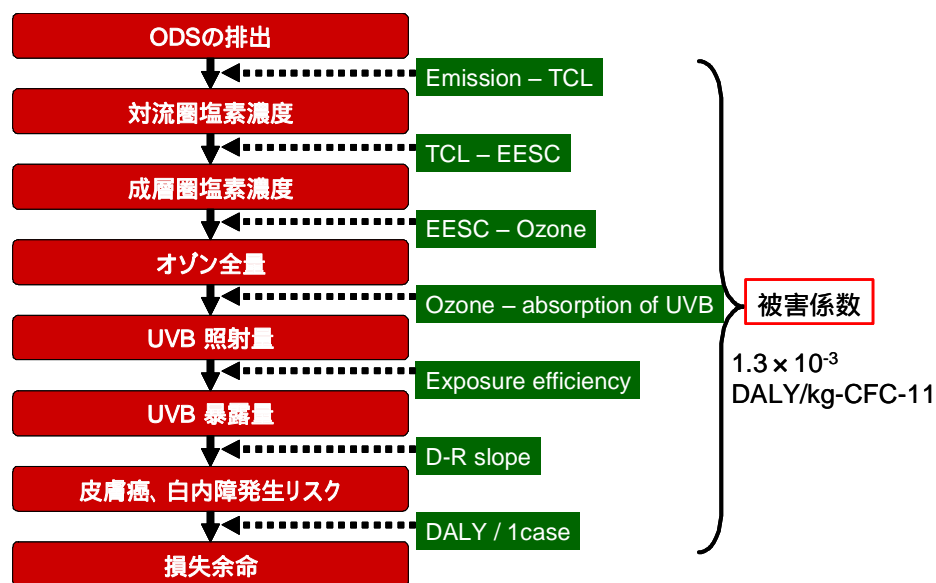 ODSの排出
Emission – TCL
対流圏塩素濃度
TCL – EESC
成層圏塩素濃度
EESC – Ozone
オゾン全量
Ozone – absorption of UVB
被害係数
UVB 照射量
1.3 × 10⁻³
DALY/kg-CFC-11
Exposure efficiency
UVB 暴露量
D-R slope
皮膚癌、白内障発生リスク
DALY / 1case
損失余命